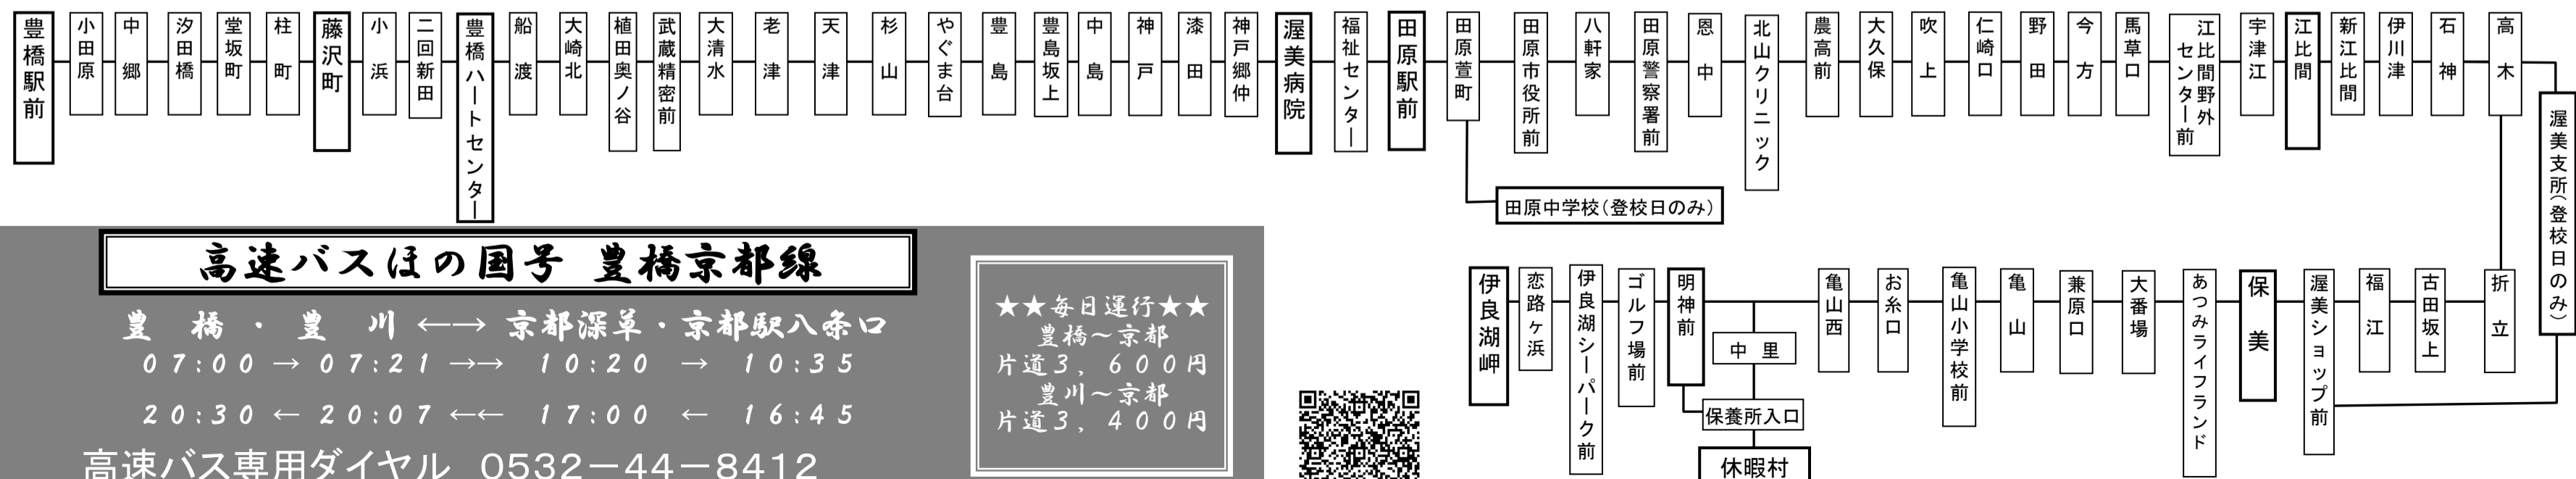 豊橋駅前
小田原
中郷
汐田橋
堂坂町
柱町
藤沢町
小浜
二回新田
豊橋ハートセンター
船渡
大崎北
植田奥ノ谷
武蔵精密前
大清水
老津
天津
杉山
やぐま台
豊島
豊島坂上
中島
神戸
漆田
神戸郷仲
渥美病院
福祉センター
田原駅前
田原萱町
田原市役所前
八軒家
田原警察署前
恩中
北山クリニック
農高前
大久保
吹上
仁崎口
野田
今方
馬草口
江比間野外
センター前
宇津江
江比間
新江比間
伊川津
石神
高木
渥美支所(登校日のみ)
田原中学校(登校日のみ)
伊良湖岬
恋路ヶ浜
伊良湖シーパーク前
ゴルフ場前
明神前
中里
保養所入口
休暇村
亀山西
お糸口
亀山小学校前
亀山
兼原口
大番場
あつみライフランド
保美
渥美ショップ前
福江
古田坂上
折立
高速バスほの国号 豊橋京都線
豊橋・豊川 ←→ 京都深草・京都駅八条口
07:00 → 07:21 →→ 10:20 → 10:35
20:30 ← 20:07 ←← 17:00 ← 16:45
高速バス専用ダイヤル 0532-44-8412
★★毎日運行★★
豊橋~京都
片道3,600円
豊川~京都
片道3,400円